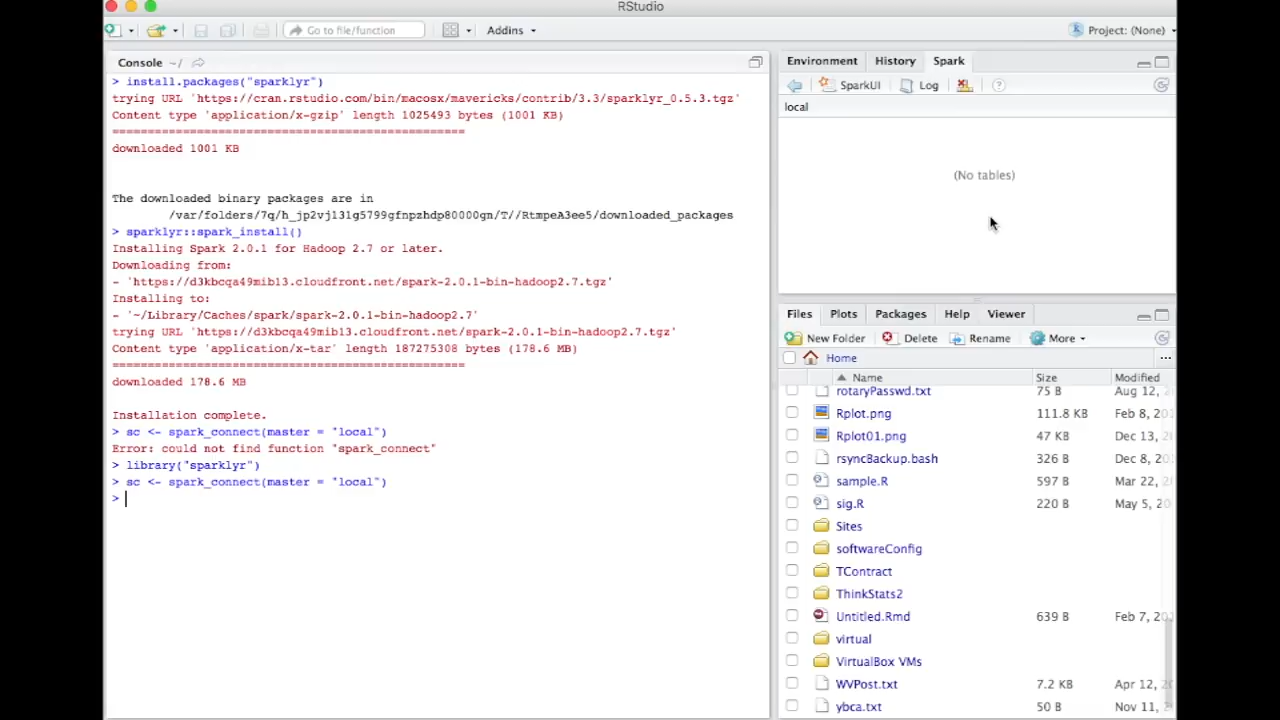 RStudio
Go to file/function
Addins
Project: (None)
Console ~/
> install.packages("sparklyr")
trying URL 'https://cran.rstudio.com/bin/macosx/mavericks/contrib/3.3/sparklyr_0.5.3.tgz'
Content type 'application/x-gzip' length 1025493 bytes (1001 KB)
==================================================
downloaded 1001 KB
The downloaded binary packages are in
/var/folders/7q/h_jp2vj131g5799gfnpzhdp80000gn/T//RtmpeA3ee5/downloaded_packages
> sparklyr::spark_install()
Installing Spark 2.0.1 for Hadoop 2.7 or later.
Downloading from:
- 'https://d3kbcqa49mib13.cloudfront.net/spark-2.0.1-bin-hadoop2.7.tgz'
Installing to:
- '~/Library/Caches/spark/spark-2.0.1-bin-hadoop2.7'
trying URL 'https://d3kbcqa49mib13.cloudfront.net/spark-2.0.1-bin-hadoop2.7.tgz'
Content type 'application/x-tar' length 187275308 bytes (178.6 MB)
==================================================
downloaded 178.6 MB
Installation complete.
> sc <- spark_connect(master = "local")
Error: could not find function "spark_connect"
> library("sparklyr")
> sc <- spark_connect(master = "local")
>
Environment History Spark
SparkUI Log ?
local
(No tables)
Files Plots Packages Help Viewer
New Folder Delete Rename More
Home ...
Name Size Modified
rotaryPasswd.txt 75 B Aug 12,
Rplot.png 111.8 KB Feb 8, 20
Rplot01.png 47 KB Dec 13,
rsyncBackup.bash 326 B Dec 8, 20
sample.R 597 B Mar 22,
sig.R 220 B May 5, 20
Sites
softwareConfig
TContract
ThinkStats2
Untitled.Rmd 639 B Feb 7, 20
virtual
VirtualBox VMs
WVPost.txt 7.2 KB Apr 12,
ybca.txt 50 B Nov 11,